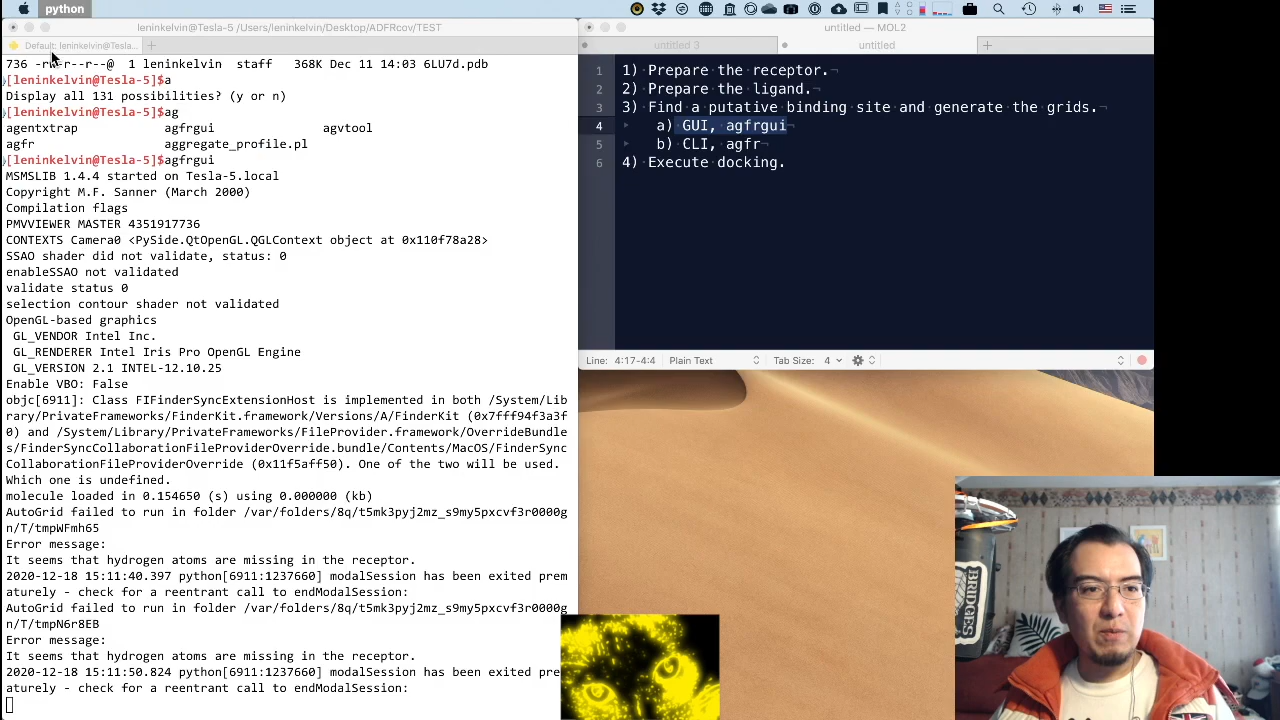 python
leninkelvin@Tesla-5 /Users/leninkelvin/Desktop/ADFRcov/TEST
Default: leninkelvin@Tesla...
736 -rw-r--r--@  1 leninkelvin  staff   368K Dec 11 14:03 6LU7d.pdb
[leninkelvin@Tesla-5]$a
Display all 131 possibilities? (y or n)
[leninkelvin@Tesla-5]$ag
agentxtrap agfrgui agvtool
agfr aggregate_profile.pl
[leninkelvin@Tesla-5]$agfrgui
MSMSLIB 1.4.4 started on Tesla-5.local
Copyright M.F. Sanner (March 2000)
Compilation flags
PMVVIEWER MASTER 4351917736
CONTEXTS Camera0 <PySide.QtOpenGL.QGLContext object at 0x110f78a28>
SSAO shader did not validate, status: 0
enableSSAO not validated
validate status 0
selection contour shader not validated
OpenGL-based graphics
GL_VENDOR Intel Inc.
GL_RENDERER Intel Iris Pro OpenGL Engine
GL_VERSION 2.1 INTEL-12.10.25
Enable VBO: False
objc[6911]: Class FIFinderSyncExtensionHost is implemented in both /System/Lib
rary/PrivateFrameworks/FinderKit.framework/Versions/A/FinderKit (0x7fff94f3a3f
0) and /System/Library/PrivateFrameworks/FileProvider.framework/OverrideBundle
s/FinderSyncCollaborationFileProviderOverride.bundle/Contents/MacOS/FinderSync
CollaborationFileProviderOverride (0x11f5aff50). One of the two will be used.
Which one is undefined.
molecule loaded in 0.154650 (s) using 0.000000 (kb)
AutoGrid failed to run in folder /var/folders/8q/t5mk3pyj2mz_s9my5pxcvf3r0000g
n/T/tmpWFmh65
Error message:
It seems that hydrogen atoms are missing in the receptor.
2020-12-18 15:11:40.397 python[6911:1237660] modalSession has been exited prem
aturely - check for a reentrant call to endModalSession:
AutoGrid failed to run in folder /var/folders/8q/t5mk3pyj2mz_s9my5pxcvf3r0000g
n/T/tmpN6r8EB
Error message:
It seems that hydrogen atoms are missing in the receptor.
2020-12-18 15:11:50.824 python[6911:1237660] modalSession has been exited prem
aturely - check for a reentrant call to endModalSession:
untitled — MOL2
untitled 3
untitled
1 1) Prepare the receptor.
2 2) Prepare the ligand.
3 3) Find a putative binding site and generate the grids.
4 a) GUI, agfrgui
5 b) CLI, agfr
6 4) Execute docking.
Line: 4:17-4:4 Plain Text Tab Size: 4
BRIDGES